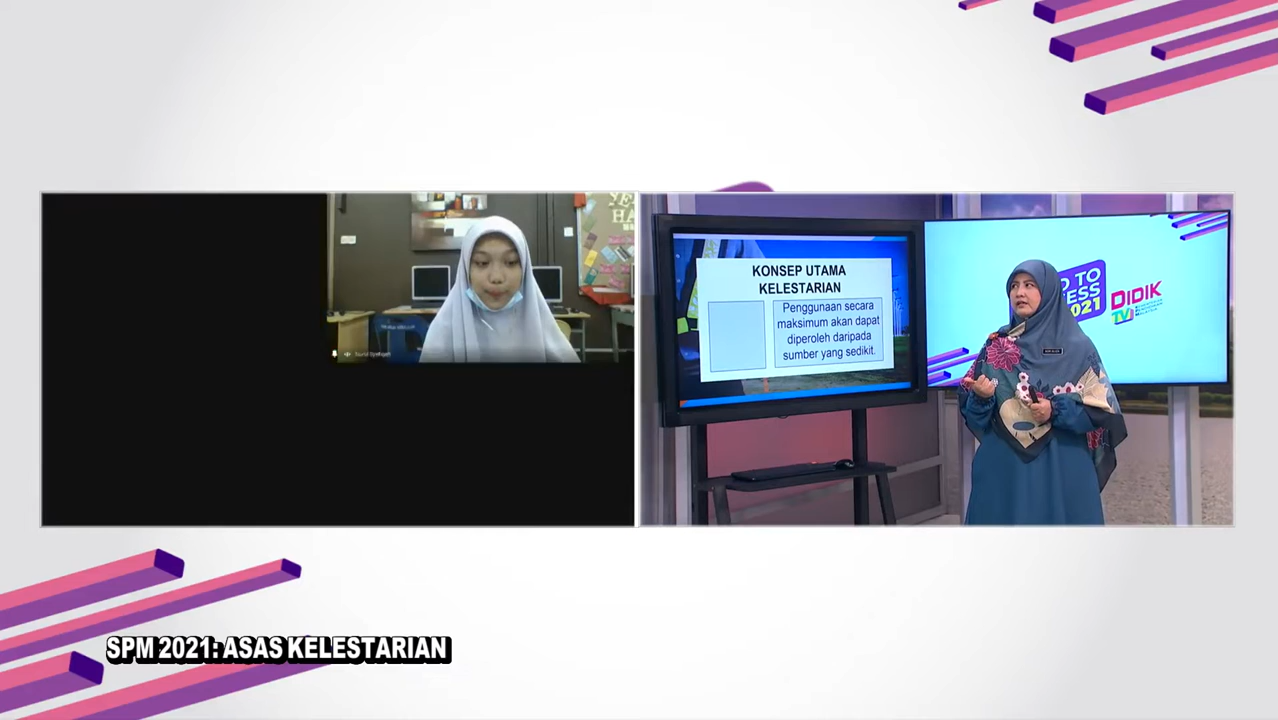 KONSEP UTAMA
KELESTARIAN
Penggunaan secara
maksimum akan dapat
diperoleh daripada
sumber yang sedikit.
2021
DIDIK
TV
SPM 2021: ASAS KELESTARIAN